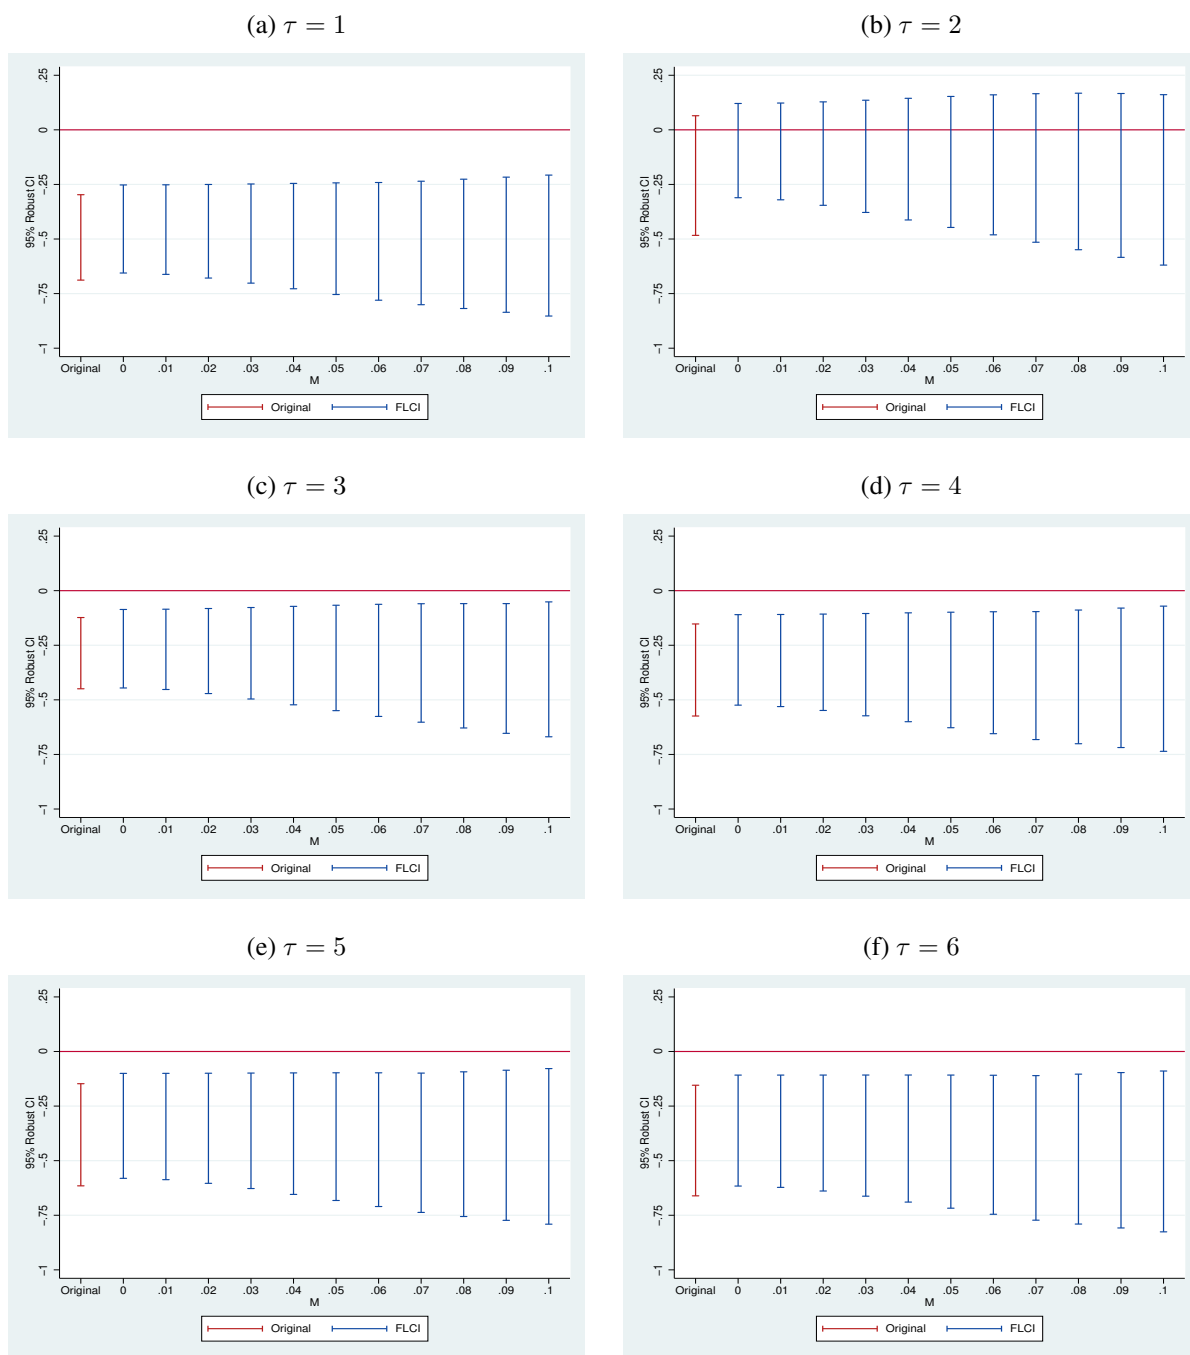 (a) τ = 1
95% Robust CI
.25
0
-.25
-.5
-.75
-1
Original 0 .01 .02 .03 .04 .05 .06 .07 .08 .09 .1
M
Original FLCI
(b) τ = 2
95% Robust CI
.25
0
-.25
-.5
-.75
-1
Original 0 .01 .02 .03 .04 .05 .06 .07 .08 .09 .1
M
Original FLCI
(c) τ = 3
95% Robust CI
.25
0
-.25
-.5
-.75
-1
Original 0 .01 .02 .03 .04 .05 .06 .07 .08 .09 .1
M
Original FLCI
(d) τ = 4
95% Robust CI
.25
0
-.25
-.5
-.75
-1
Original 0 .01 .02 .03 .04 .05 .06 .07 .08 .09 .1
M
Original FLCI
(e) τ = 5
95% Robust CI
.25
0
-.25
-.5
-.75
-1
Original 0 .01 .02 .03 .04 .05 .06 .07 .08 .09 .1
M
Original FLCI
(f) τ = 6
95% Robust CI
.25
0
-.25
-.5
-.75
-1
Original 0 .01 .02 .03 .04 .05 .06 .07 .08 .09 .1
M
Original FLCI